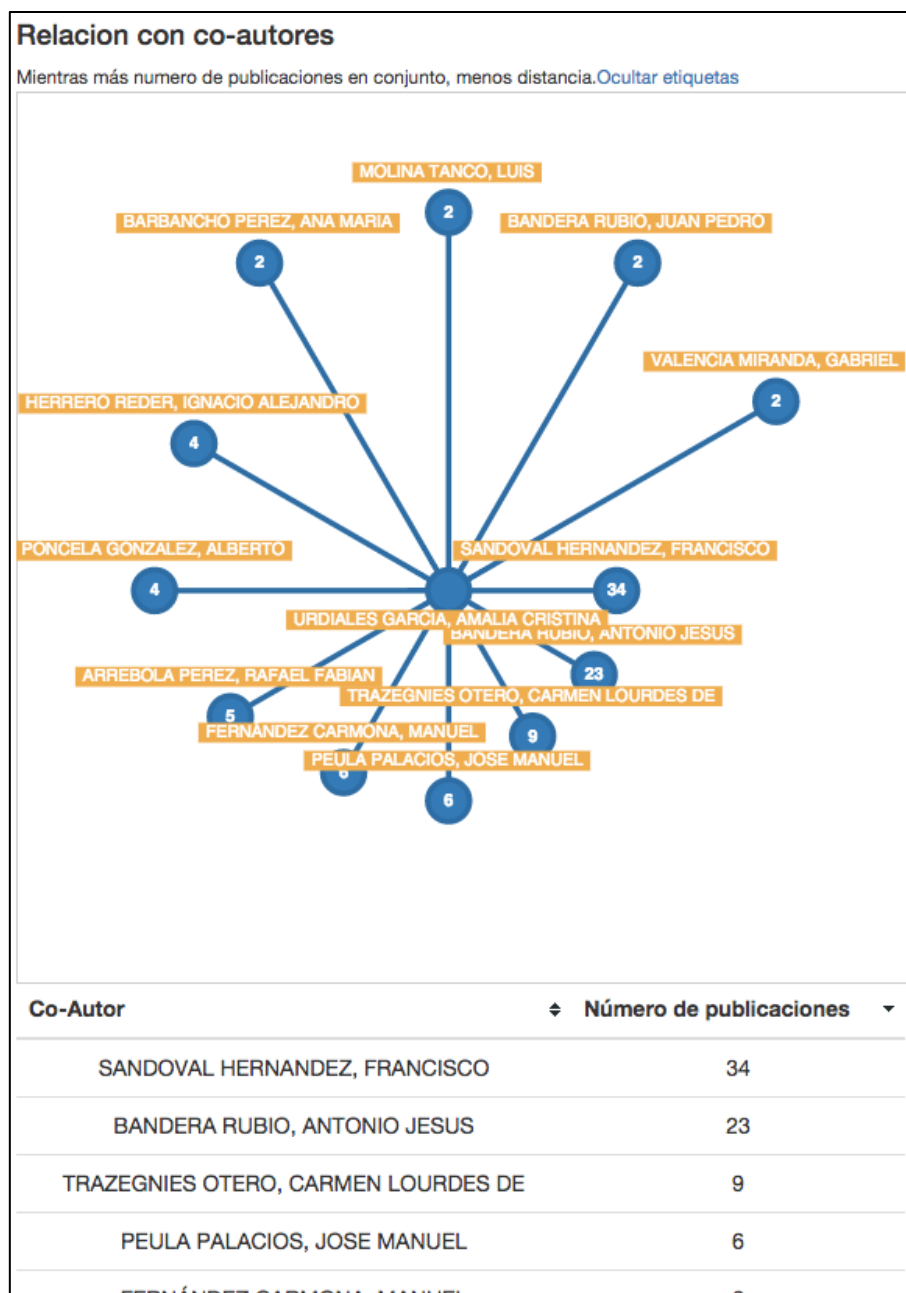 Relacion con co-autores
Mientras más numero de publicaciones en conjunto, menos distancia.Ocultar etiquetas
MOLINA TANCO, LUIS
2
BARBANCHO PEREZ, ANA MARIA
2
BANDERA RUBIO, JUAN PEDRO
2
VALENCIA MIRANDA, GABRIEL
2
HERRERO REDER, IGNACIO ALEJANDRO
4
PONCELA GONZALEZ, ALBERTO
4
SANDOVAL HERNANDEZ, FRANCISCO
34
URDIALES GARCIA, AMALIA CRISTINA
BANDERA RUBIO, ANTONIO JESUS
23
ARREBOLA PEREZ, RAFAEL FABIAN
5
TRAZEGNIES OTERO, CARMEN LOURDES DE
9
FERNÁNDEZ CARMONA, MANUEL
6
PEULA PALACIOS, JOSE MANUEL
6
Co-Autor Número de publicaciones
SANDOVAL HERNANDEZ, FRANCISCO 34
BANDERA RUBIO, ANTONIO JESUS 23
TRAZEGNIES OTERO, CARMEN LOURDES DE 9
PEULA PALACIOS, JOSE MANUEL 6
FERNÁNDEZ CARMONA, MANUEL